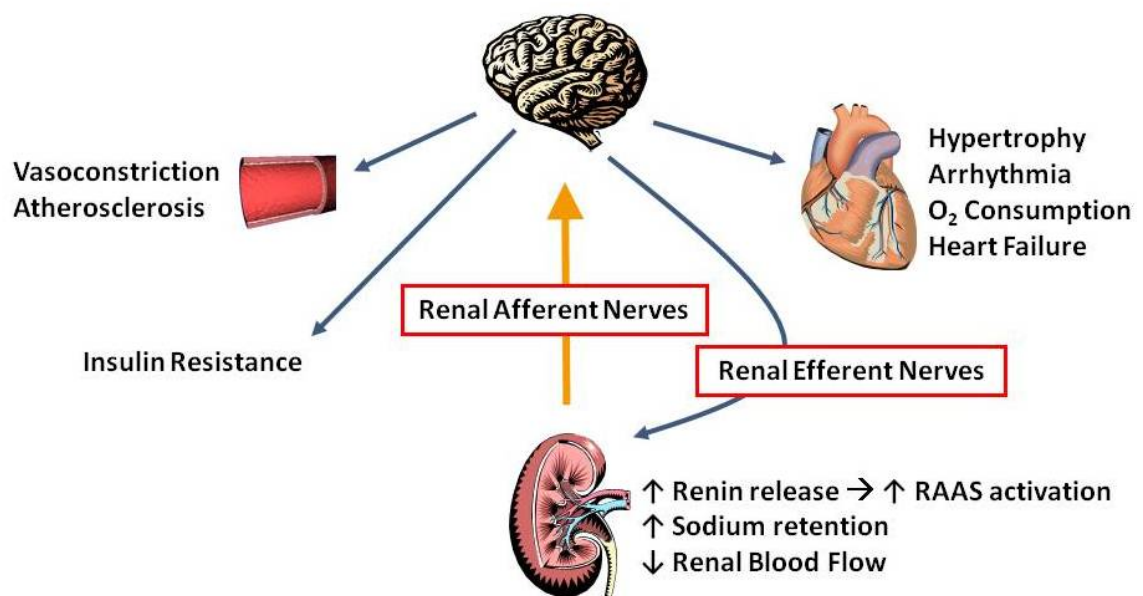 Vasoconstriction
Atherosclerosis
Hypertrophy
Arrhythmia
O₂ Consumption
Heart Failure
Renal Afferent Nerves
Insulin Resistance
Renal Efferent Nerves
↑ Renin release → ↑ RAAS activation
↑ Sodium retention
↓ Renal Blood Flow